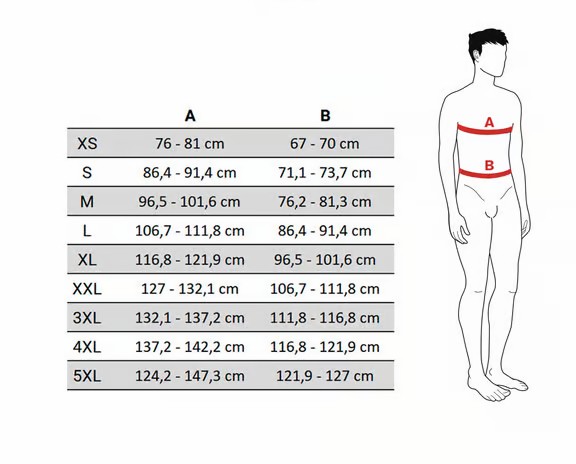 A B
XS 76 - 81 cm 67 - 70 cm
S 86,4 - 91,4 cm 71,1 - 73,7 cm
M 96,5 - 101,6 cm 76,2 - 81,3 cm
L 106,7 - 111,8 cm 86,4 - 91,4 cm
XL 116,8 - 121,9 cm 96,5 - 101,6 cm
XXL 127 - 132,1 cm 106,7 - 111,8 cm
3XL 132,1 - 137,2 cm 111,8 - 116,8 cm
4XL 137,2 - 142,2 cm 116,8 - 121,9 cm
5XL 124,2 - 147,3 cm 121,9 - 127 cm
A
B